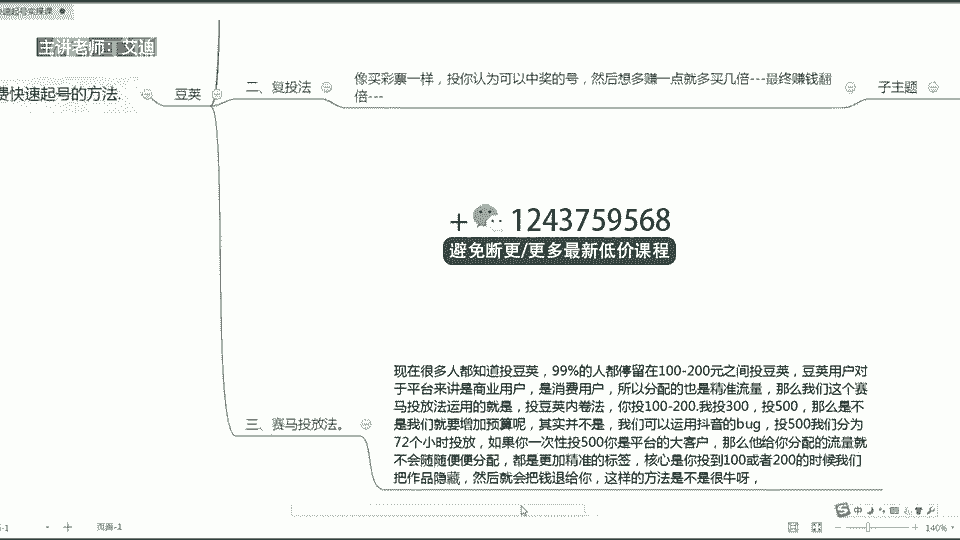 速起号实操课
主讲老师：艾迪
费快速起号的方法.
豆荚
二、复投法
像买彩票一样，投你认为可以中奖的号，然后想多赚一点就多买几倍---最终赚钱翻
倍---
子主题
+ 1243759568
避免断更/更多最新低价课程
三、赛马投放法。
现在很多人都知道投豆荚，99%的人都停留在100-200元之间投豆荚，豆荚用户对
于平台来讲是商业用户，是消费用户，所以分配的也是精准流量，那么我们这个赛
马投放法运用的就是，投豆荚内卷法，你投100-200.我投300，投500，那么是不
是我们就要增加预算呢，其实并不是，我们可以运用抖音的bug，投500我们分为
72个小时投放，如果你一次性投500你是平台的大客户，那么他给你分配的流量就
不会随随便便分配，都是更加精准的标签，核心是你投到100或者200的时候我们
把作品隐藏，然后就会把钱退给你，这样的方法是不是很牛呀，
页面-1
中
140%